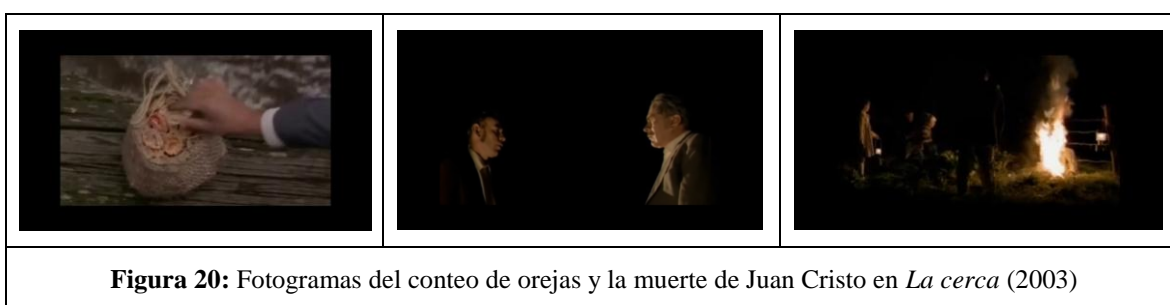 Figura 20: Fotogramas del conteo de orejas y la muerte de Juan Cristo en La cerca (2003)